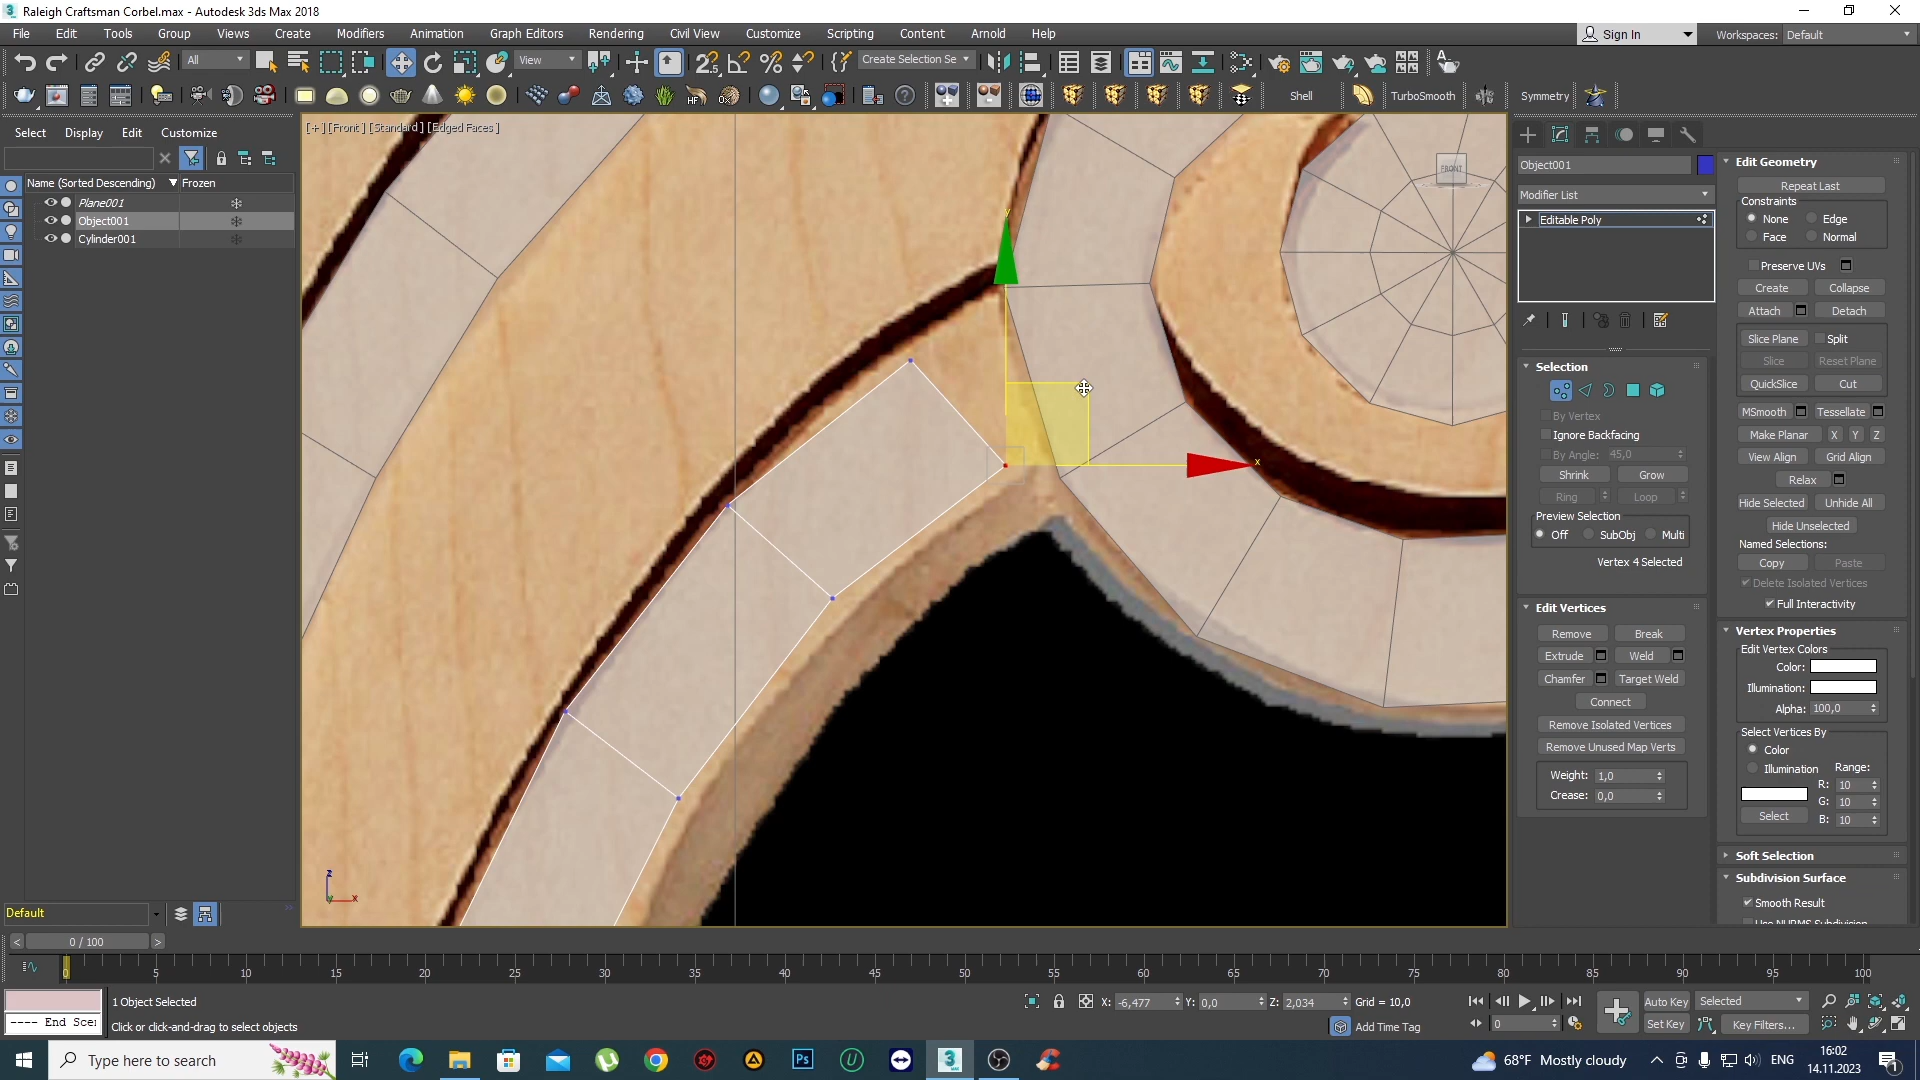 Raleigh Craftsman Corbel.max - Autodesk 3ds Max 2018
File Edit Tools Group Views Create Modifiers Animation Graph Editors Rendering Civil View Customize Scripting Content Arnold Help
Sign In Workspaces: Default
All View Create Selection Se
Shell TurboSmooth Symmetry
Select Display Edit Customize
Name (Sorted Descending) Frozen
Plane001
Object001
Cylinder001
[+] [Front] [Standard] [Edged Faces]
FRONT
y
x
z
x
Object001
Modifier List
Editable Poly
Selection
By Vertex
Ignore Backfacing
By Angle: 45,0
Shrink Grow
Ring Loop
Preview Selection
Off SubObj Multi
Vertex 4 Selected
Edit Vertices
Remove Break
Extrude Weld
Chamfer Target Weld
Connect
Remove Isolated Vertices
Remove Unused Map Verts
Weight: 1,0
Crease: 0,0
Edit Geometry
Repeat Last
Constraints
None Edge
Face Normal
Preserve UVs
Create Collapse
Attach Detach
Slice Plane Split
Slice Reset Plane
QuickSlice Cut
MSmooth Tessellate
Make Planar X Y Z
View Align Grid Align
Relax
Hide Selected Unhide All
Hide Unselected
Named Selections:
Copy Paste
Delete Isolated Vertices
Full Interactivity
Vertex Properties
Edit Vertex Colors
Color:
Illumination:
Alpha: 100,0
Select Vertices By
Color
Illumination Range:
R: 10
G: 10
B: 10
Select
Soft Selection
Subdivision Surface
Smooth Result
Use NURMS Subdivision
Default
0 / 100
0 5 10 15 20 25 30 35 40 45 50 55 60 65 70 75 80 85 90 95 100
1 Object Selected
Click or click-and-drag to select objects
---- End Scer
X: -6,477 Y: 0,0 Z: 2,034 Grid = 10,0
Add Time Tag
0
Auto Key Selected
Set Key Key Filters...
Type here to search
68°F Mostly cloudy
ENG
16:02
14.11.2023
1